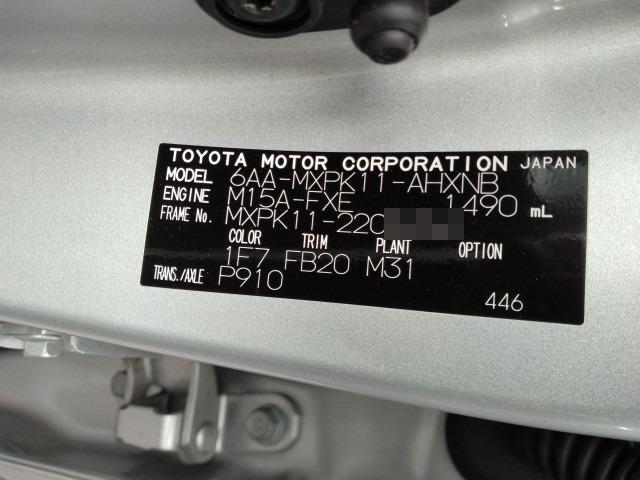 TOYOTA MOTOR CORPORATION JAPAN
MODEL 6AA-MXPK11-AHXNB
ENGINE M15A-FXE 1490 mL
FRAME No. MXPK11-220
COLOR TRIM PLANT OPTION
1F7 FB20 M31
TRANS./AXLE P910
446